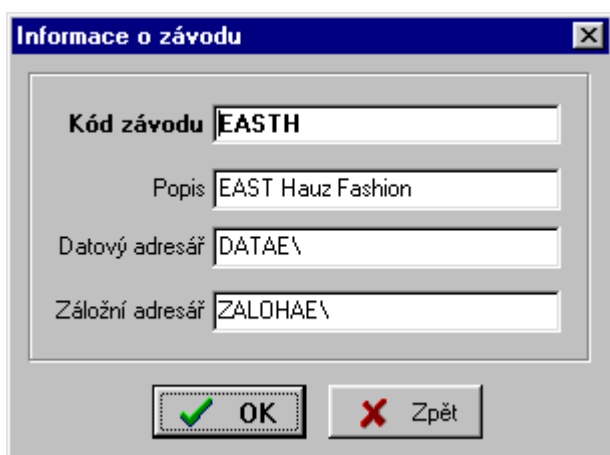 Informace o závodu
Kód závodu EASTH
Popis EAST Hauz Fashion
Datový adresář DATAE\
Záložní adresář ZALOHAE\
OK Zpět